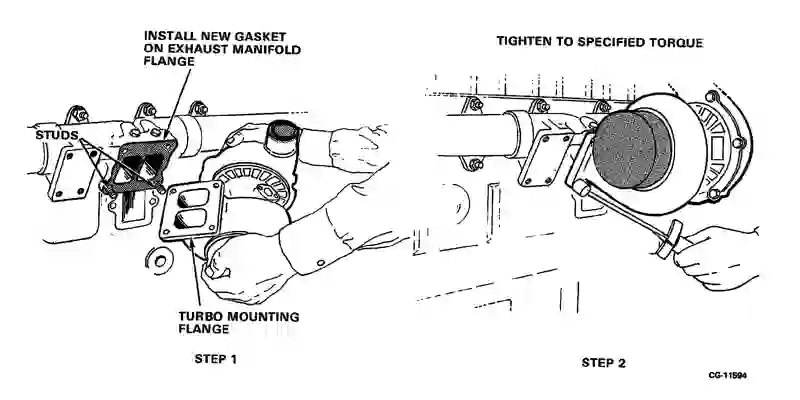 INSTALL NEW GASKET
ON EXHAUST MANIFOLD
FLANGE
STUDS
TURBO MOUNTING
FLANGE
STEP 1
TIGHTEN TO SPECIFIED TORQUE
STEP 2
CG-11594